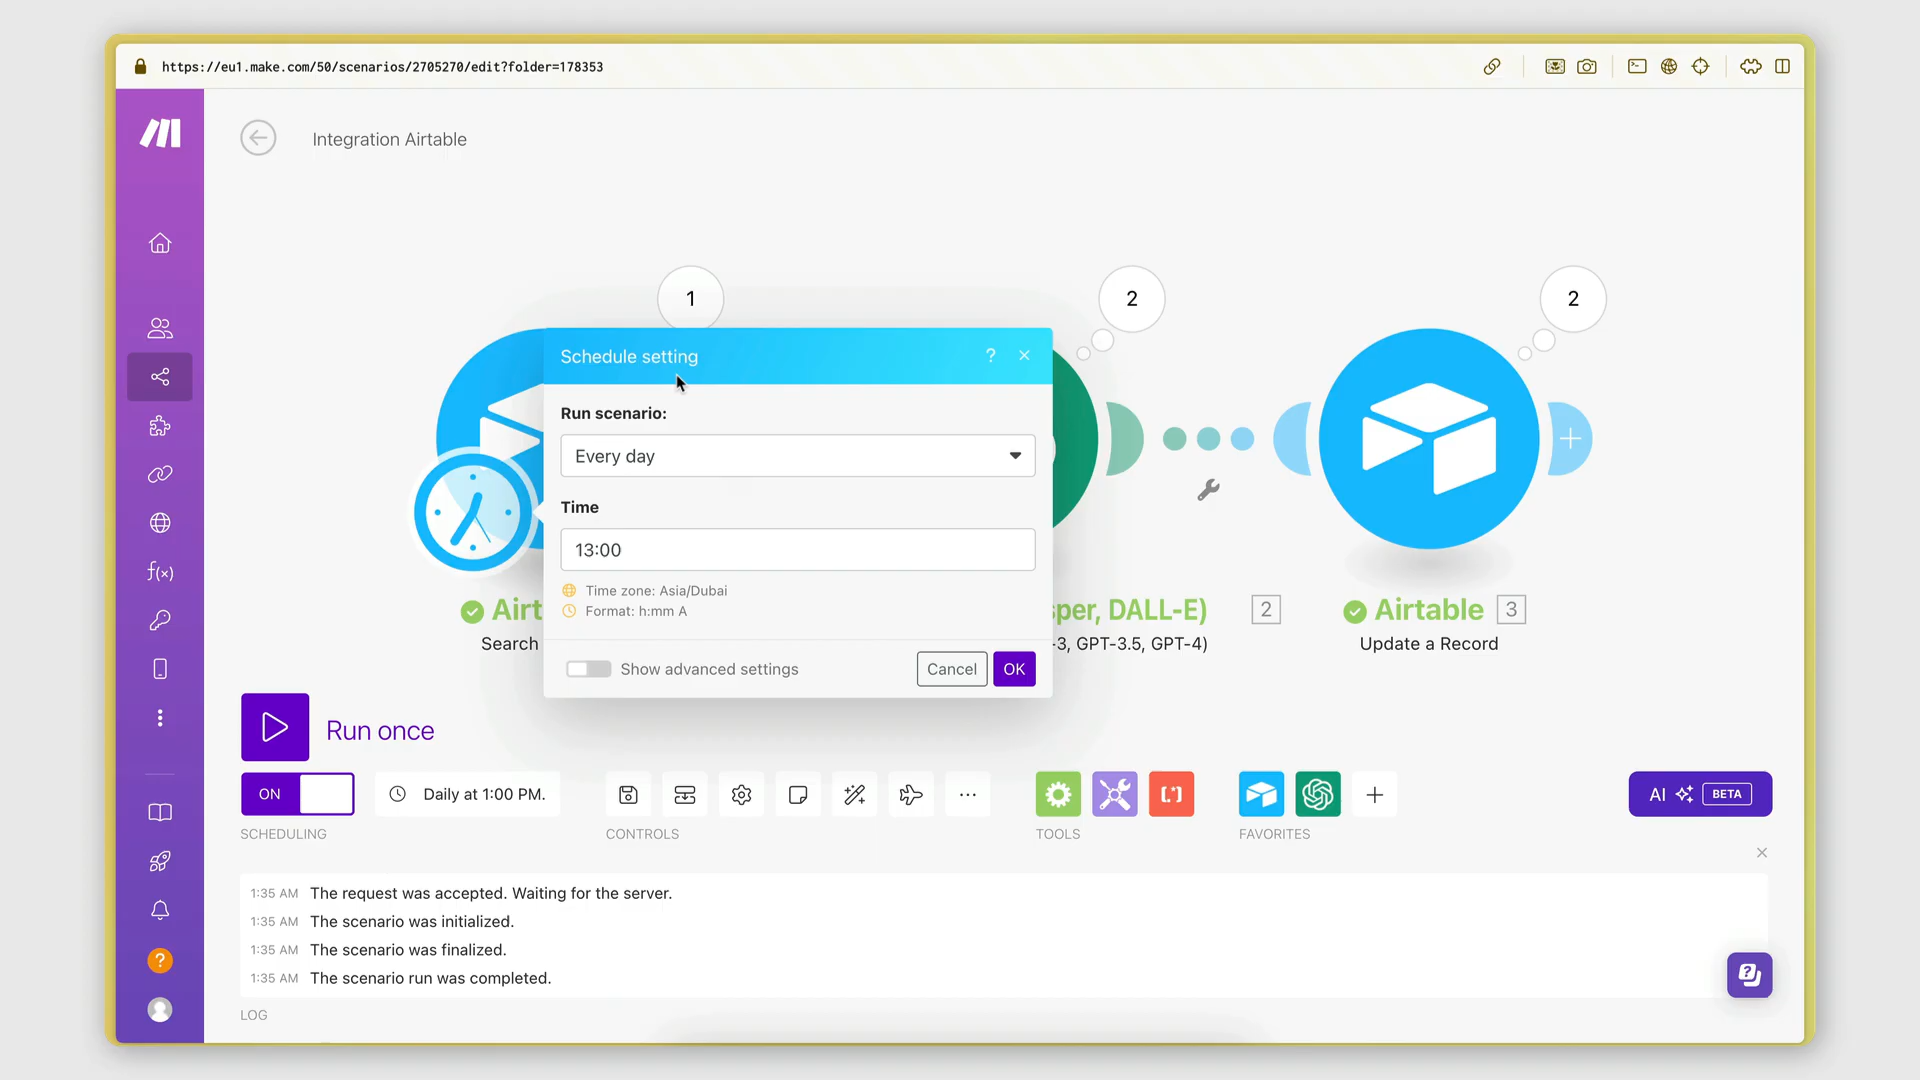 https://eu1.make.com/50/scenarios/2705270/edit?folder=178353
Integration Airtable
1
2
2
Schedule setting
?
Run scenario:
Every day
Time
13:00
Time zone: Asia/Dubai
Format: h:mm A
Show advanced settings
Cancel
OK
Airt
Search
sper, DALL-E)
2
-3, GPT-3.5, GPT-4)
Airtable 3
Update a Record
f(x)
Run once
ON
Daily at 1:00 PM.
SCHEDULING
CONTROLS
TOOLS
FAVORITES
AI BETA
1:35 AM The request was accepted. Waiting for the server.
1:35 AM The scenario was initialized.
1:35 AM The scenario was finalized.
1:35 AM The scenario run was completed.
LOG
?
?